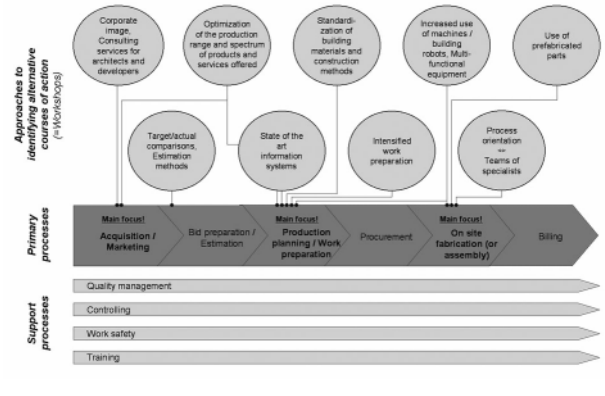 Approaches to
identifying alternative
courses of action
(=Workshops)
Corporate
image,
Consulting
services for
architects and
developers
Optimization
of the production
range and spectrum
of products and
services offered
Standardi-
zation of
building
materials and
construction
methods
Increased use
of machines /
building
robots, Multi-
functional
equipment
Use of
prefabricated
parts
Target/actual
comparisons,
Estimation
methods
State of the
art
information
systems
Intensified
work
preparation
Process
orientation
↔
Teams of
specialists
Primary
processes
Main focus!
Acquisition /
Marketing
Bid preparation /
Estimation
Main focus!
Production
planning / Work
preparation
Procurement
Main focus!
On site
fabrication (or
assembly)
Billing
Support
processes
Quality management
Controlling
Work safety
Training